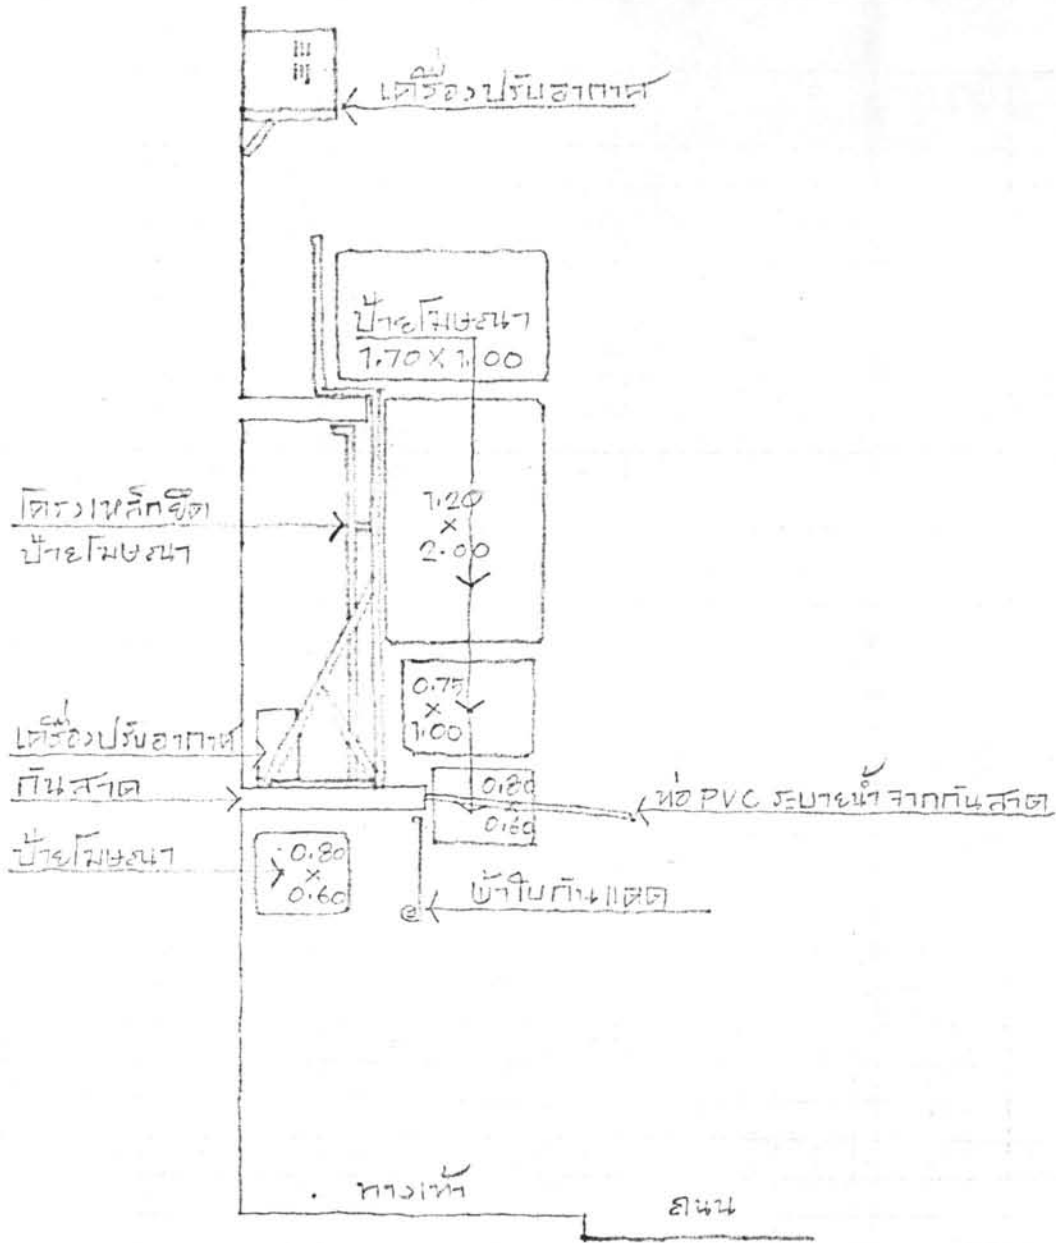 เครื่องปรับอากาศ
ป้ายโฆษณา
1.70 X 1.00
1.20
×
2.00
โครงเหล็กยึด
ป้ายโฆษณา
0.75
×
1.00
เครื่องปรับอากาศ
กันสาด
0.80
×
0.60
ท่อ PVC ระบายน้ำจากกันสาด
ป้ายโฆษณา
0.80
×
0.60
ผ้าใบกันแดด
ทางเท้า
ถนน